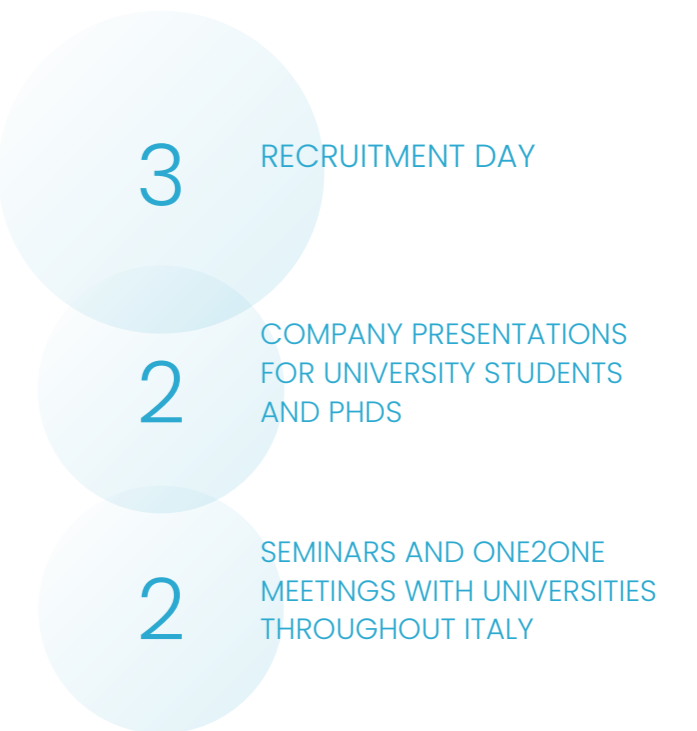 3
RECRUITMENT DAY
2
COMPANY PRESENTATIONS
FOR UNIVERSITY STUDENTS
AND PHDS
2
SEMINARS AND ONE2ONE
MEETINGS WITH UNIVERSITIES
THROUGHOUT ITALY